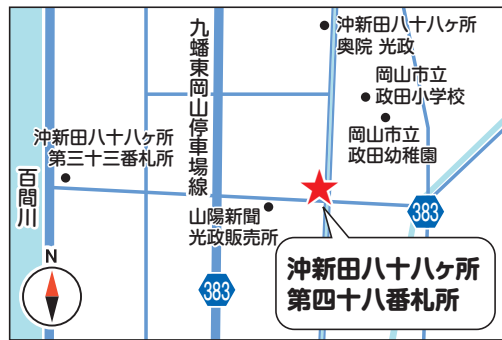 沖新田八十八ヶ所
奥院 光政
岡山市立
政田小学校
岡山市立
政田幼稚園
九蟠東岡山停車場線
沖新田八十八ヶ所
第三十三番札所
百間川
山陽新聞
光政販売所
383
383
N
沖新田八十八ヶ所
第四十八番札所